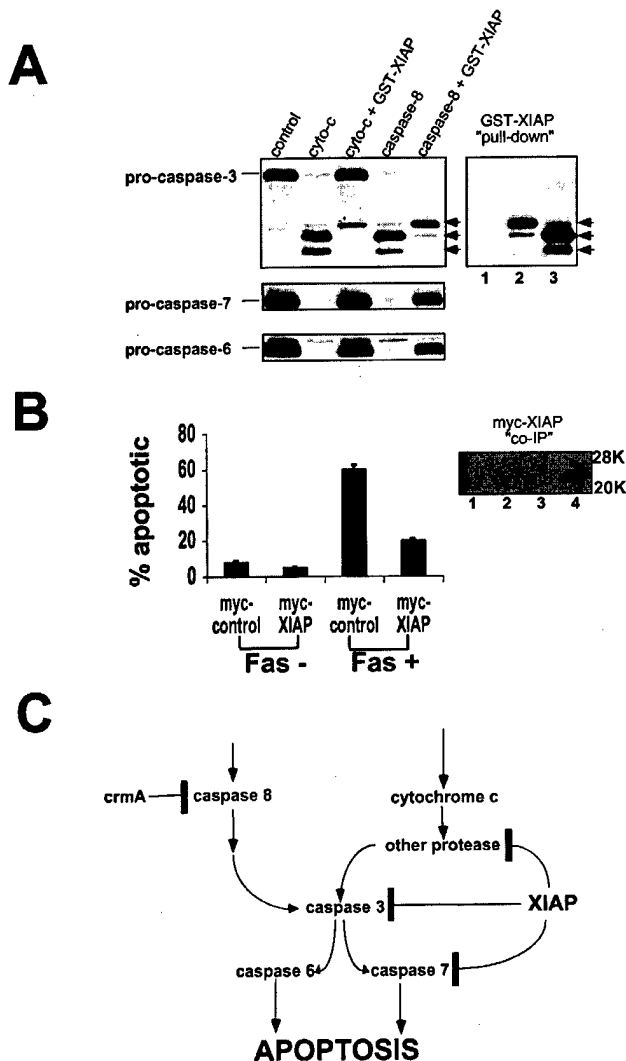 A
control
cyto-c
cyto-c + GST-XIAP
caspase-8
caspase-8 + GST-XIAP
GST-XIAP
"pull-down"
pro-caspase-3
1 2 3
pro-caspase-7
pro-caspase-6
B
% apoptotic
80
60
40
20
0
myc-
control
myc-
XIAP
myc-
control
myc-
XIAP
Fas -
Fas +
myc-XIAP
"co-IP"
28K
20K
1 2 3 4
C
crmA
caspase 8
cytochrome c
other protease
caspase 3
XIAP
caspase 6
caspase 7
APOPTOSIS